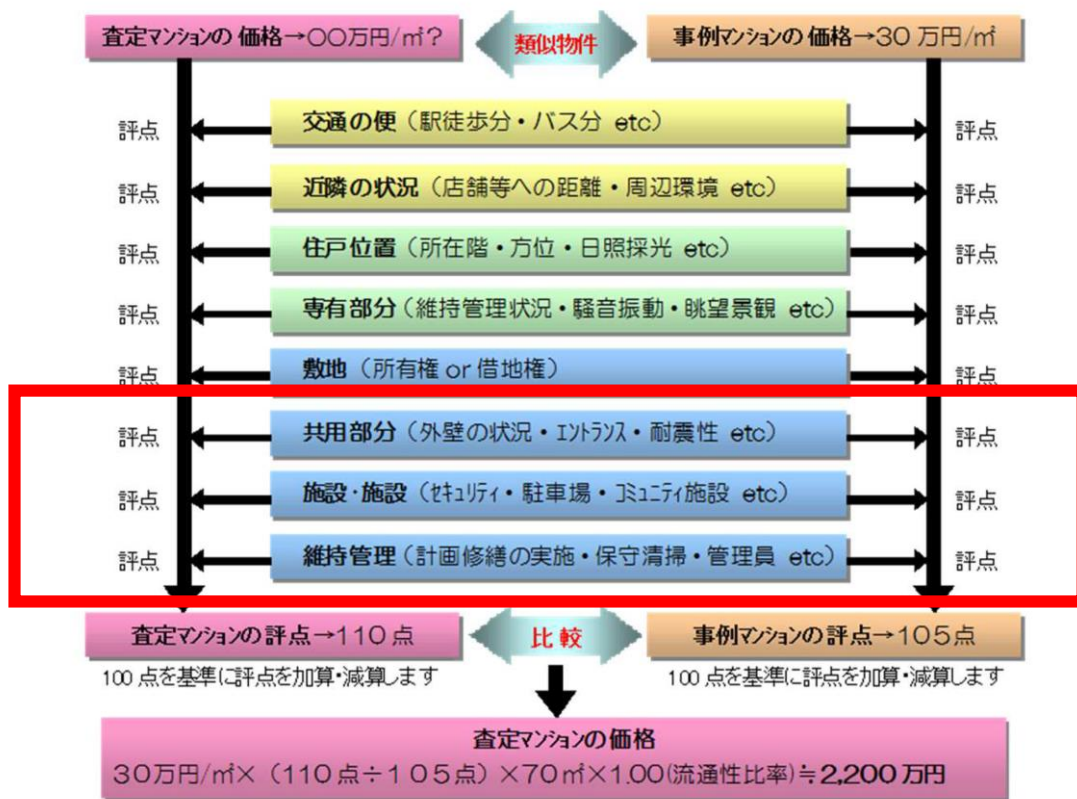 査定マンションの価格→〇〇万円/㎡?
類似物件
事例マンションの価格→30万円/㎡
評点
交通の便（駅徒歩分・バス分 etc）
評点
評点
近隣の状況（店舗等への距離・周辺環境 etc）
評点
評点
住戸位置（所在階・方位・日照採光 etc）
評点
評点
専有部分（維持管理状況・騒音振動・眺望景観 etc）
評点
評点
敷地（所有権 or 借地権）
評点
評点
共用部分（外壁の状況・ｴﾝﾄﾗﾝｽ・耐震性 etc）
評点
評点
施設・施設（ｾｷｭﾘﾃｨ・駐車場・ｺﾐｭﾆﾃｨ施設 etc）
評点
評点
維持管理（計画修繕の実施・保守清掃・管理員 etc）
評点
査定マンションの評点→110点
比較
事例マンションの評点→105点
100点を基準に評点を加算・減算します
100点を基準に評点を加算・減算します
査定マンションの価格
30万円/㎡×（110点÷105点）×70㎡×1.00(流通性比率)≒2,200万円